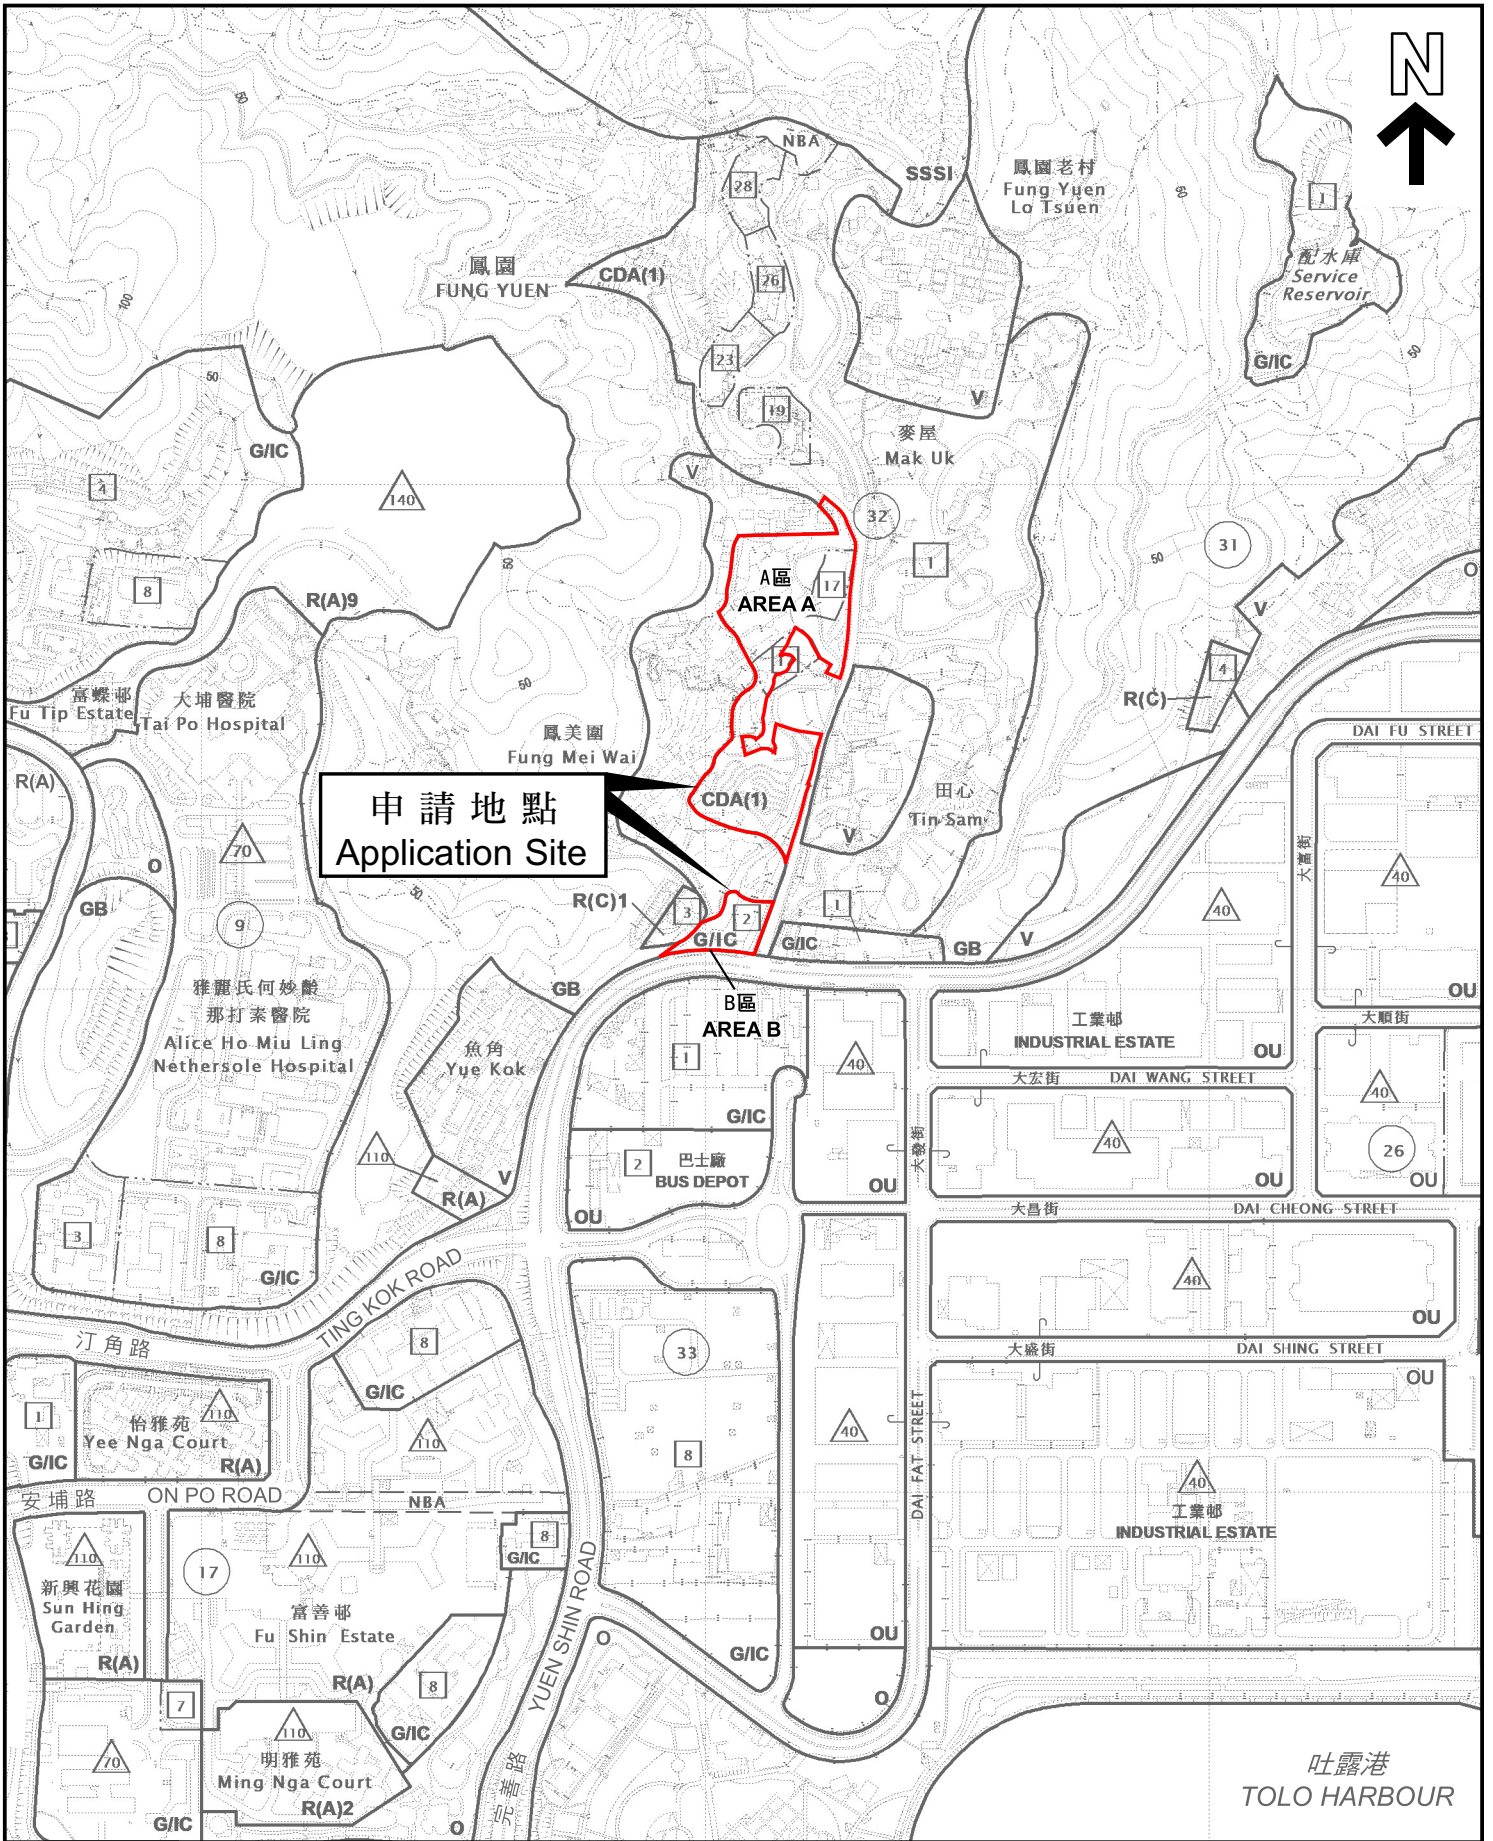 N
NBA
28
SSSI
鳳園老村
Fung Yuen
Lo Tsuen
50
50
1
配水庫
Service
Reservoir
G/IC
50
鳳園
FUNG YUEN
CDA(1)
26
100
23
19
V
麥屋
Mak Uk
50
G/IC
4
140
V
32
31
50
1
17
A區
AREA A
8
R(A)9
50
O
V
4
R(C)
富蝶邨
Fu Tip Estate
大埔醫院
Tai Po Hospital
50
鳳美圍
Fung Mei Wai
DAI FU STREET
R(A)
申請地點
Application Site
CDA(1)
田心
Tin Sam
V
大富街
70
O
40
40
50
GB
9
R(C)1
3
2
1
G/IC
G/IC
GB
V
B區
AREA B
GB
雅麗氏何妙齡
那打素醫院
Alice Ho Miu Ling
Nethersole Hospital
OU
大順街
工業邨
INDUSTRIAL ESTATE
OU
魚角
Yue Kok
1
40
大宏街
DAI WANG STREET
40
G/IC
40
大發街
26
110
V
R(A)
2
巴士廠
BUS DEPOT
OU
OU
OU
OU
大昌街
DAI CHEONG STREET
3
8
G/IC
TING KOK ROAD
40
OU
汀角路
8
33
大盛街
DAI SHING STREET
OU
G/IC
1
怡雅苑
Yee Nga Court
110
G/IC
R(A)
110
8
40
DAI FAT STREET
40
安埔路
ON PO ROAD
NBA
工業邨
INDUSTRIAL ESTATE
8
G/IC
110
新興花園
Sun Hing
Garden
R(A)
17
110
富善邨
Fu Shin Estate
YUEN SHIN ROAD
O
G/IC
OU
R(A)
8
G/IC
7
O
70
110
明雅苑
Ming Nga Court
R(A)2
G/IC
O
完善路
吐露港
TOLO HARBOUR